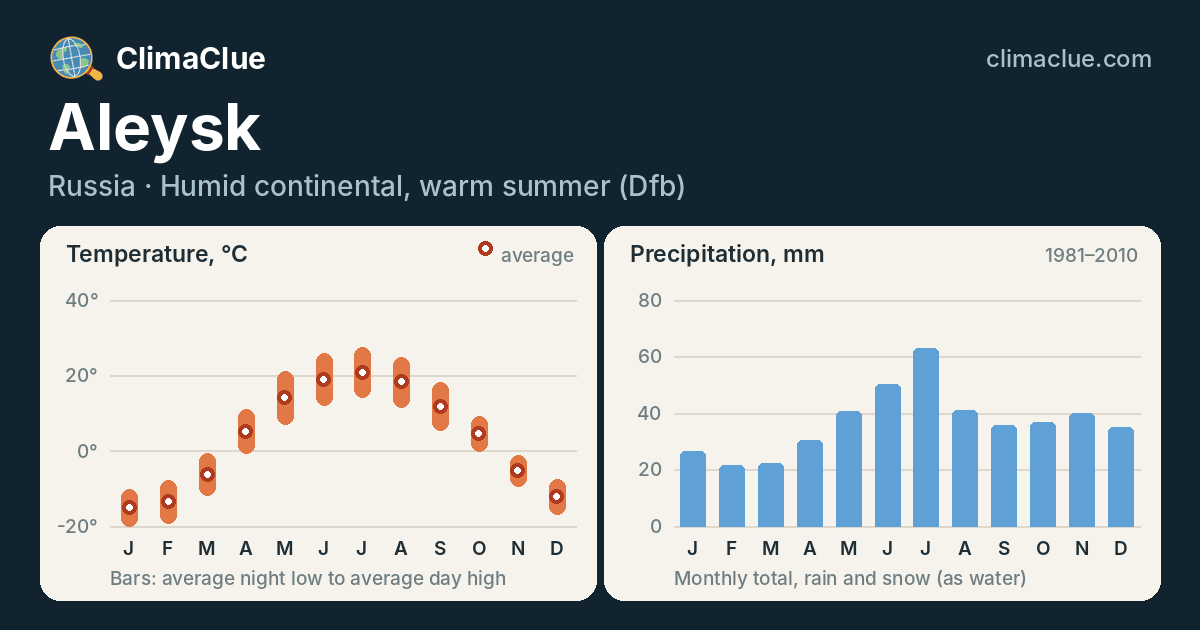 ClimaClue
climaclue.com
Aleysk
Russia · Humid continental, warm summer (Dfb)
Temperature, °C
average
40°
20°
0°
-20°
J F M A M J J A S O N D
Bars: average night low to average day high
Precipitation, mm
1981–2010
80
60
40
20
0
J F M A M J J A S O N D
Monthly total, rain and snow (as water)